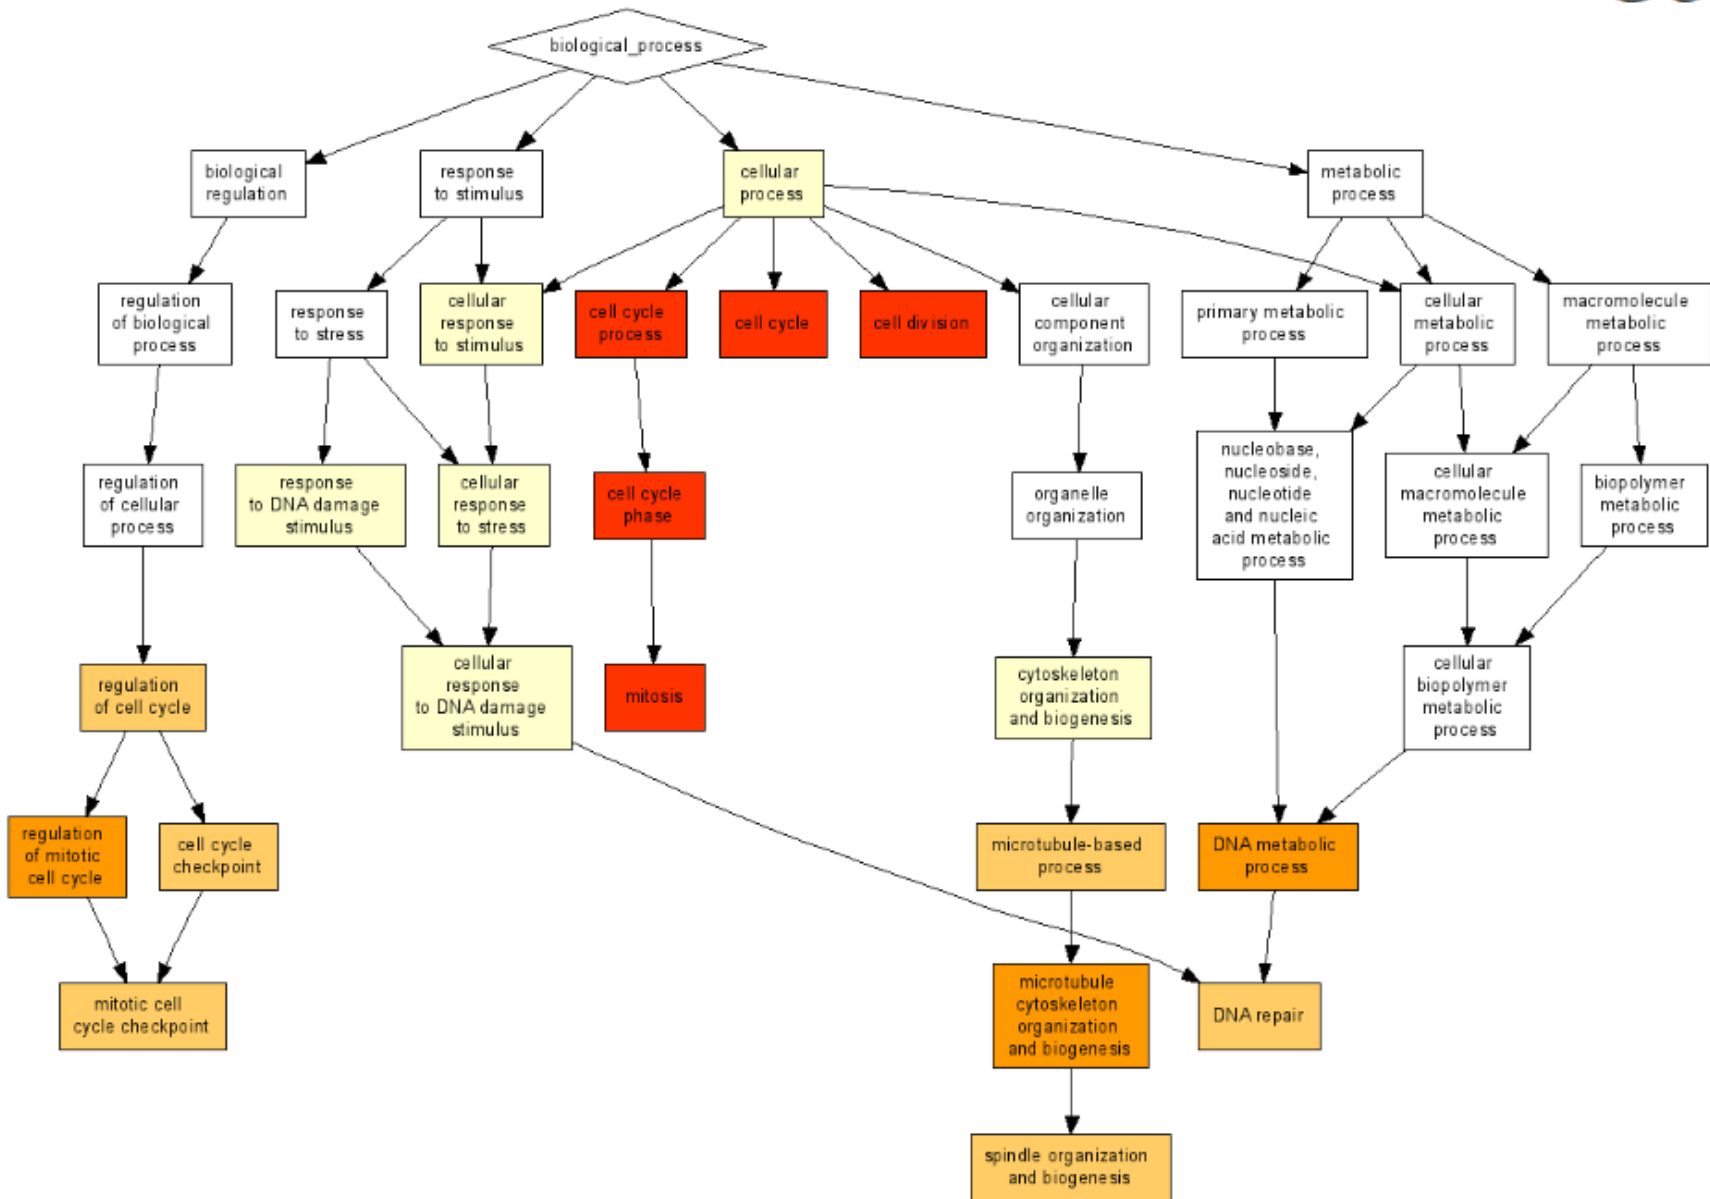 biological_process
biological
regulation
response
to stimulus
cellular
process
metabolic
process
regulation
of biological
process
response
to stress
cellular
response
to stimulus
cell cycle
process
cell cycle
cell division
cellular
component
organization
primary metabolic
process
cellular
metabolic
process
macromolecule
metabolic
process
regulation
of cellular
process
response
to DNA damage
stimulus
cellular
response
to stress
cell cycle
phase
organelle
organization
nucleobase,
nucleoside,
nucleotide
and nucleic
acid metabolic
process
cellular
macromolecule
metabolic
process
biopolymer
metabolic
process
regulation
of cell cycle
cellular
response
to DNA damage
stimulus
mitosis
cytoskeleton
organization
and biogenesis
cellular
biopolymer
metabolic
process
regulation
of mitotic
cell cycle
cell cycle
checkpoint
microtubule-based
process
DNA metabolic
process
mitotic cell
cycle checkpoint
microtubule
cytoskeleton
organization
and biogenesis
DNA repair
spindle organization
and biogenesis